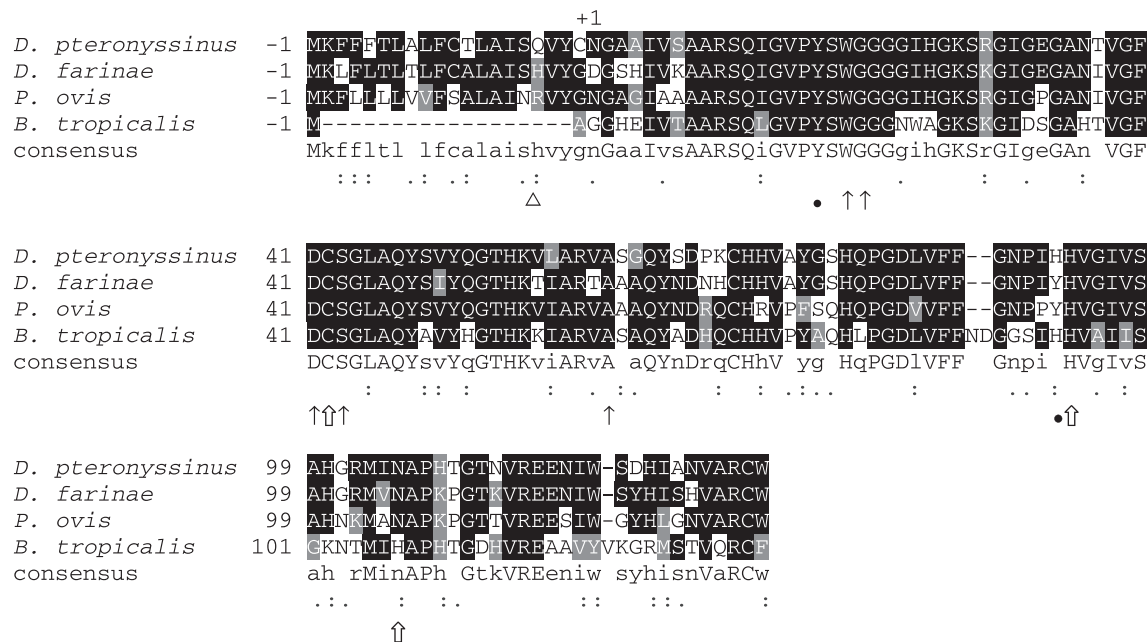 +1
D. pteronyssinus -1 MKFFFTLALFCTLAISQVYCNGAAIVSAARSQIGVPYSWGGGGIHGKSRGIGEGANTVGF
D. farinae -1 MKLFLTLTLFCALAISHVYGDGSHIVKAARSQIGVPYSWGGGGIHGKSKGIGEGANIVGF
P. ovis -1 MKFLLLLVVFSALAINRVYGNGAGIAAAARSQIGVPYSWGGGGIHGKSKGIGPGANIVGF
B. tropicalis -1 M------------------AGGHEIVTAARSQLGVPYSWGGGNWAGKSKGIDSGAHTVGF
consensus Mkffltl lfcalaishvygnGaaIvsAARSQiGVPYSWGGGgihGKSrGIgeGAn VGF
::: .:.: .: . . : . : .: :
△ • ↑↑
D. pteronyssinus 41 DCSGLAQYSVYQGTHKVLARVASGQYSDPKCHHVAYGSHQPGDLVFF--GNPIHHVGIVS
D. farinae 41 DCSGLAQYSIYQGTHKTIARTAAAQYNDNHCHHVAYGSHQPGDLVFF--GNPIYHVGIVS
P. ovis 41 DCSGLAQYSVYQGTHKVIARVAAAQYNDRQCHRVPFSQHQPGDVVFF--GNPPYHVGIVS
B. tropicalis 41 DCSGLAQYAVYHGTHKKIARVASAQYADHQCHHVPYAQHLPGDLVFFNDGGSIHHVAIIS
consensus DCSGLAQYsvYqGTHKviARvA aQYnDrqCHhV yg HqPGDlVFF Gnpi HVgIvS
: : . : .: . :. : .::.. : .. : . :
↑⇧↑ ↑ •⇧
D. pteronyssinus 99 AHGRMINAPHTGTNVREENIW-SDHIANVARCW
D. farinae 99 AHGRMVNAPKPGTKVREENIW-SYHISHVARCW
P. ovis 99 AHNKMANAPKPGTTVREESIW-GYHLGNVARCW
B. tropicalis 101 GKNTMIHAPHTGDHVREAAVYVKGRMSTVQRCF
consensus ah rMinAPh GtkVREeniw syhisnVaRCw
.:. : :. :: ::. :
⇧